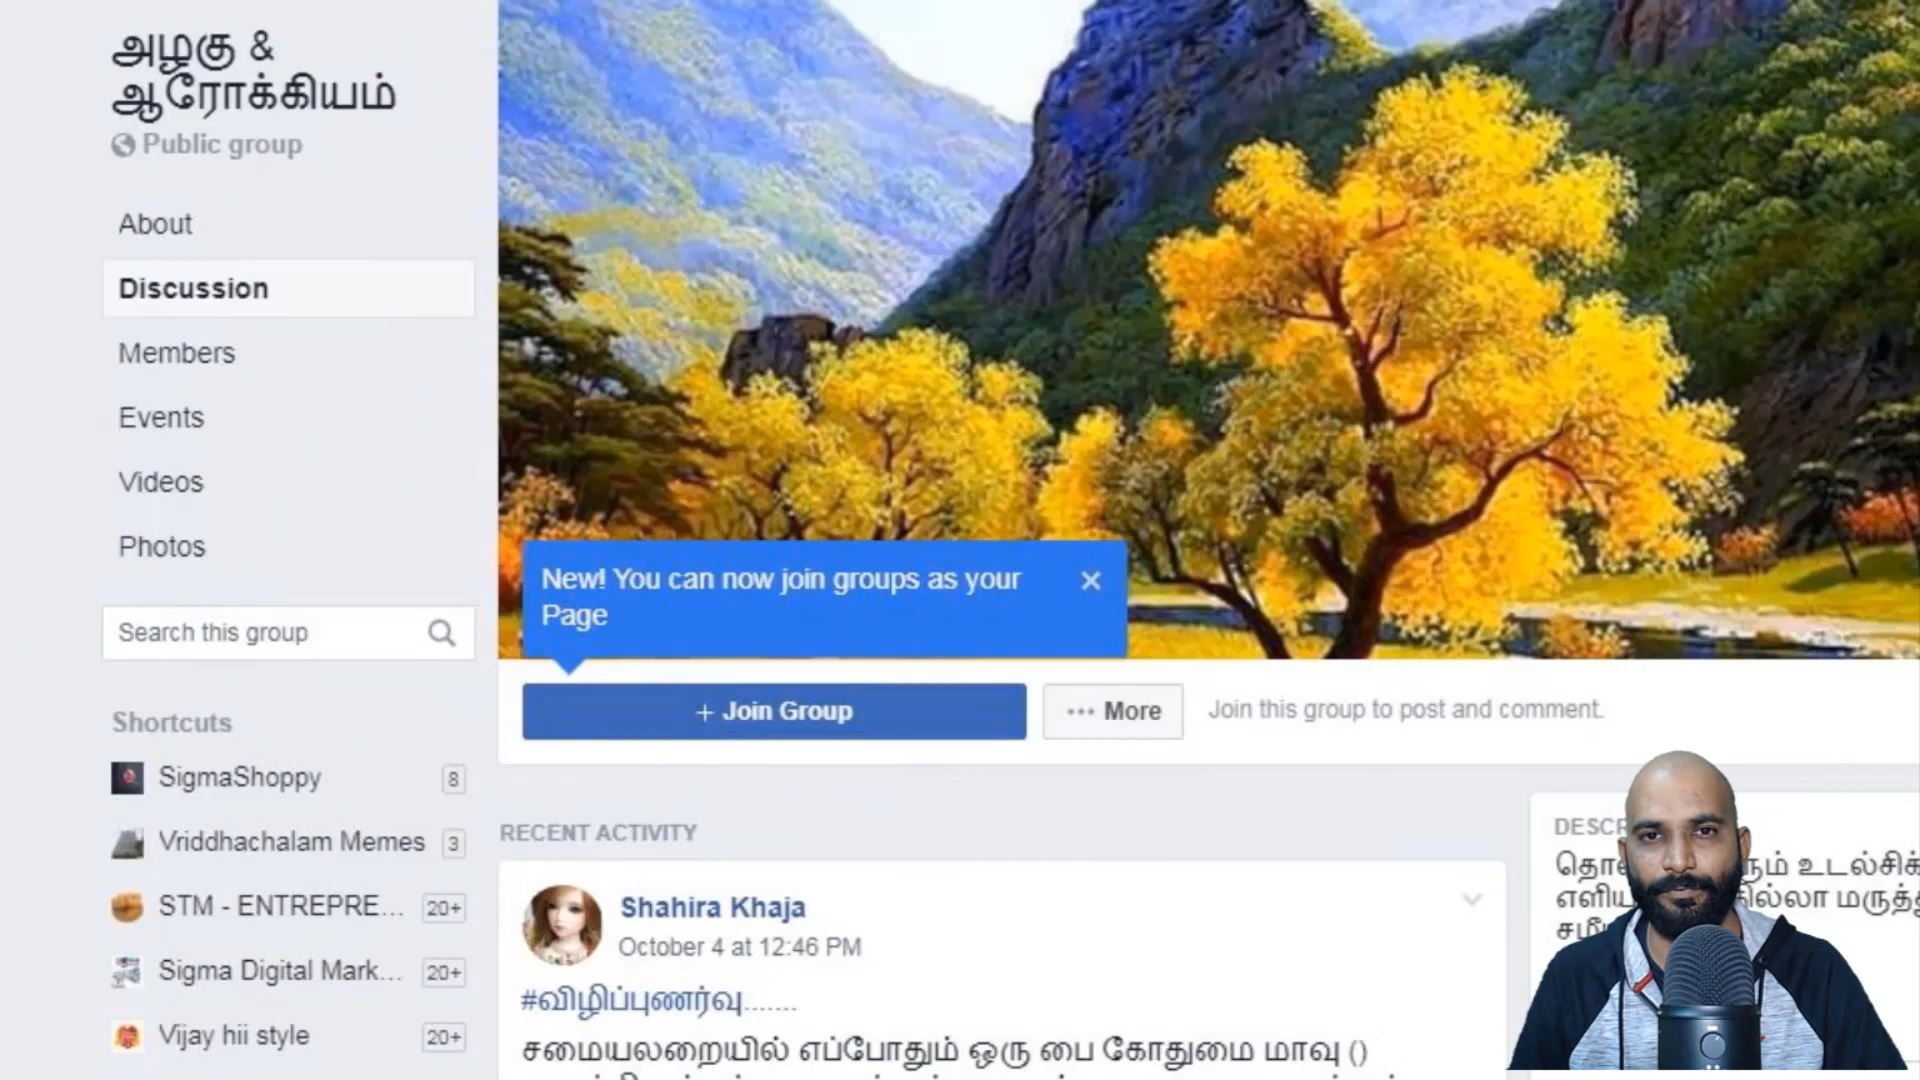 அழகு &
ஆரோக்கியம்
Public group
About
Discussion
Members
Events
Videos
Photos
Search this group
Shortcuts
SigmaShoppy 8
Vriddhachalam Memes 3
STM - ENTREPRE... 20+
Sigma Digital Mark... 20+
Vijay hii style 20+
New! You can now join groups as your
Page
+ Join Group
... More
Join this group to post and comment.
RECENT ACTIVITY
Shahira Khaja
October 4 at 12:46 PM
#விழிப்புணர்வு.......
சமையலறையில் எப்போதும் ஒரு பை கோதுமை மாவு ()